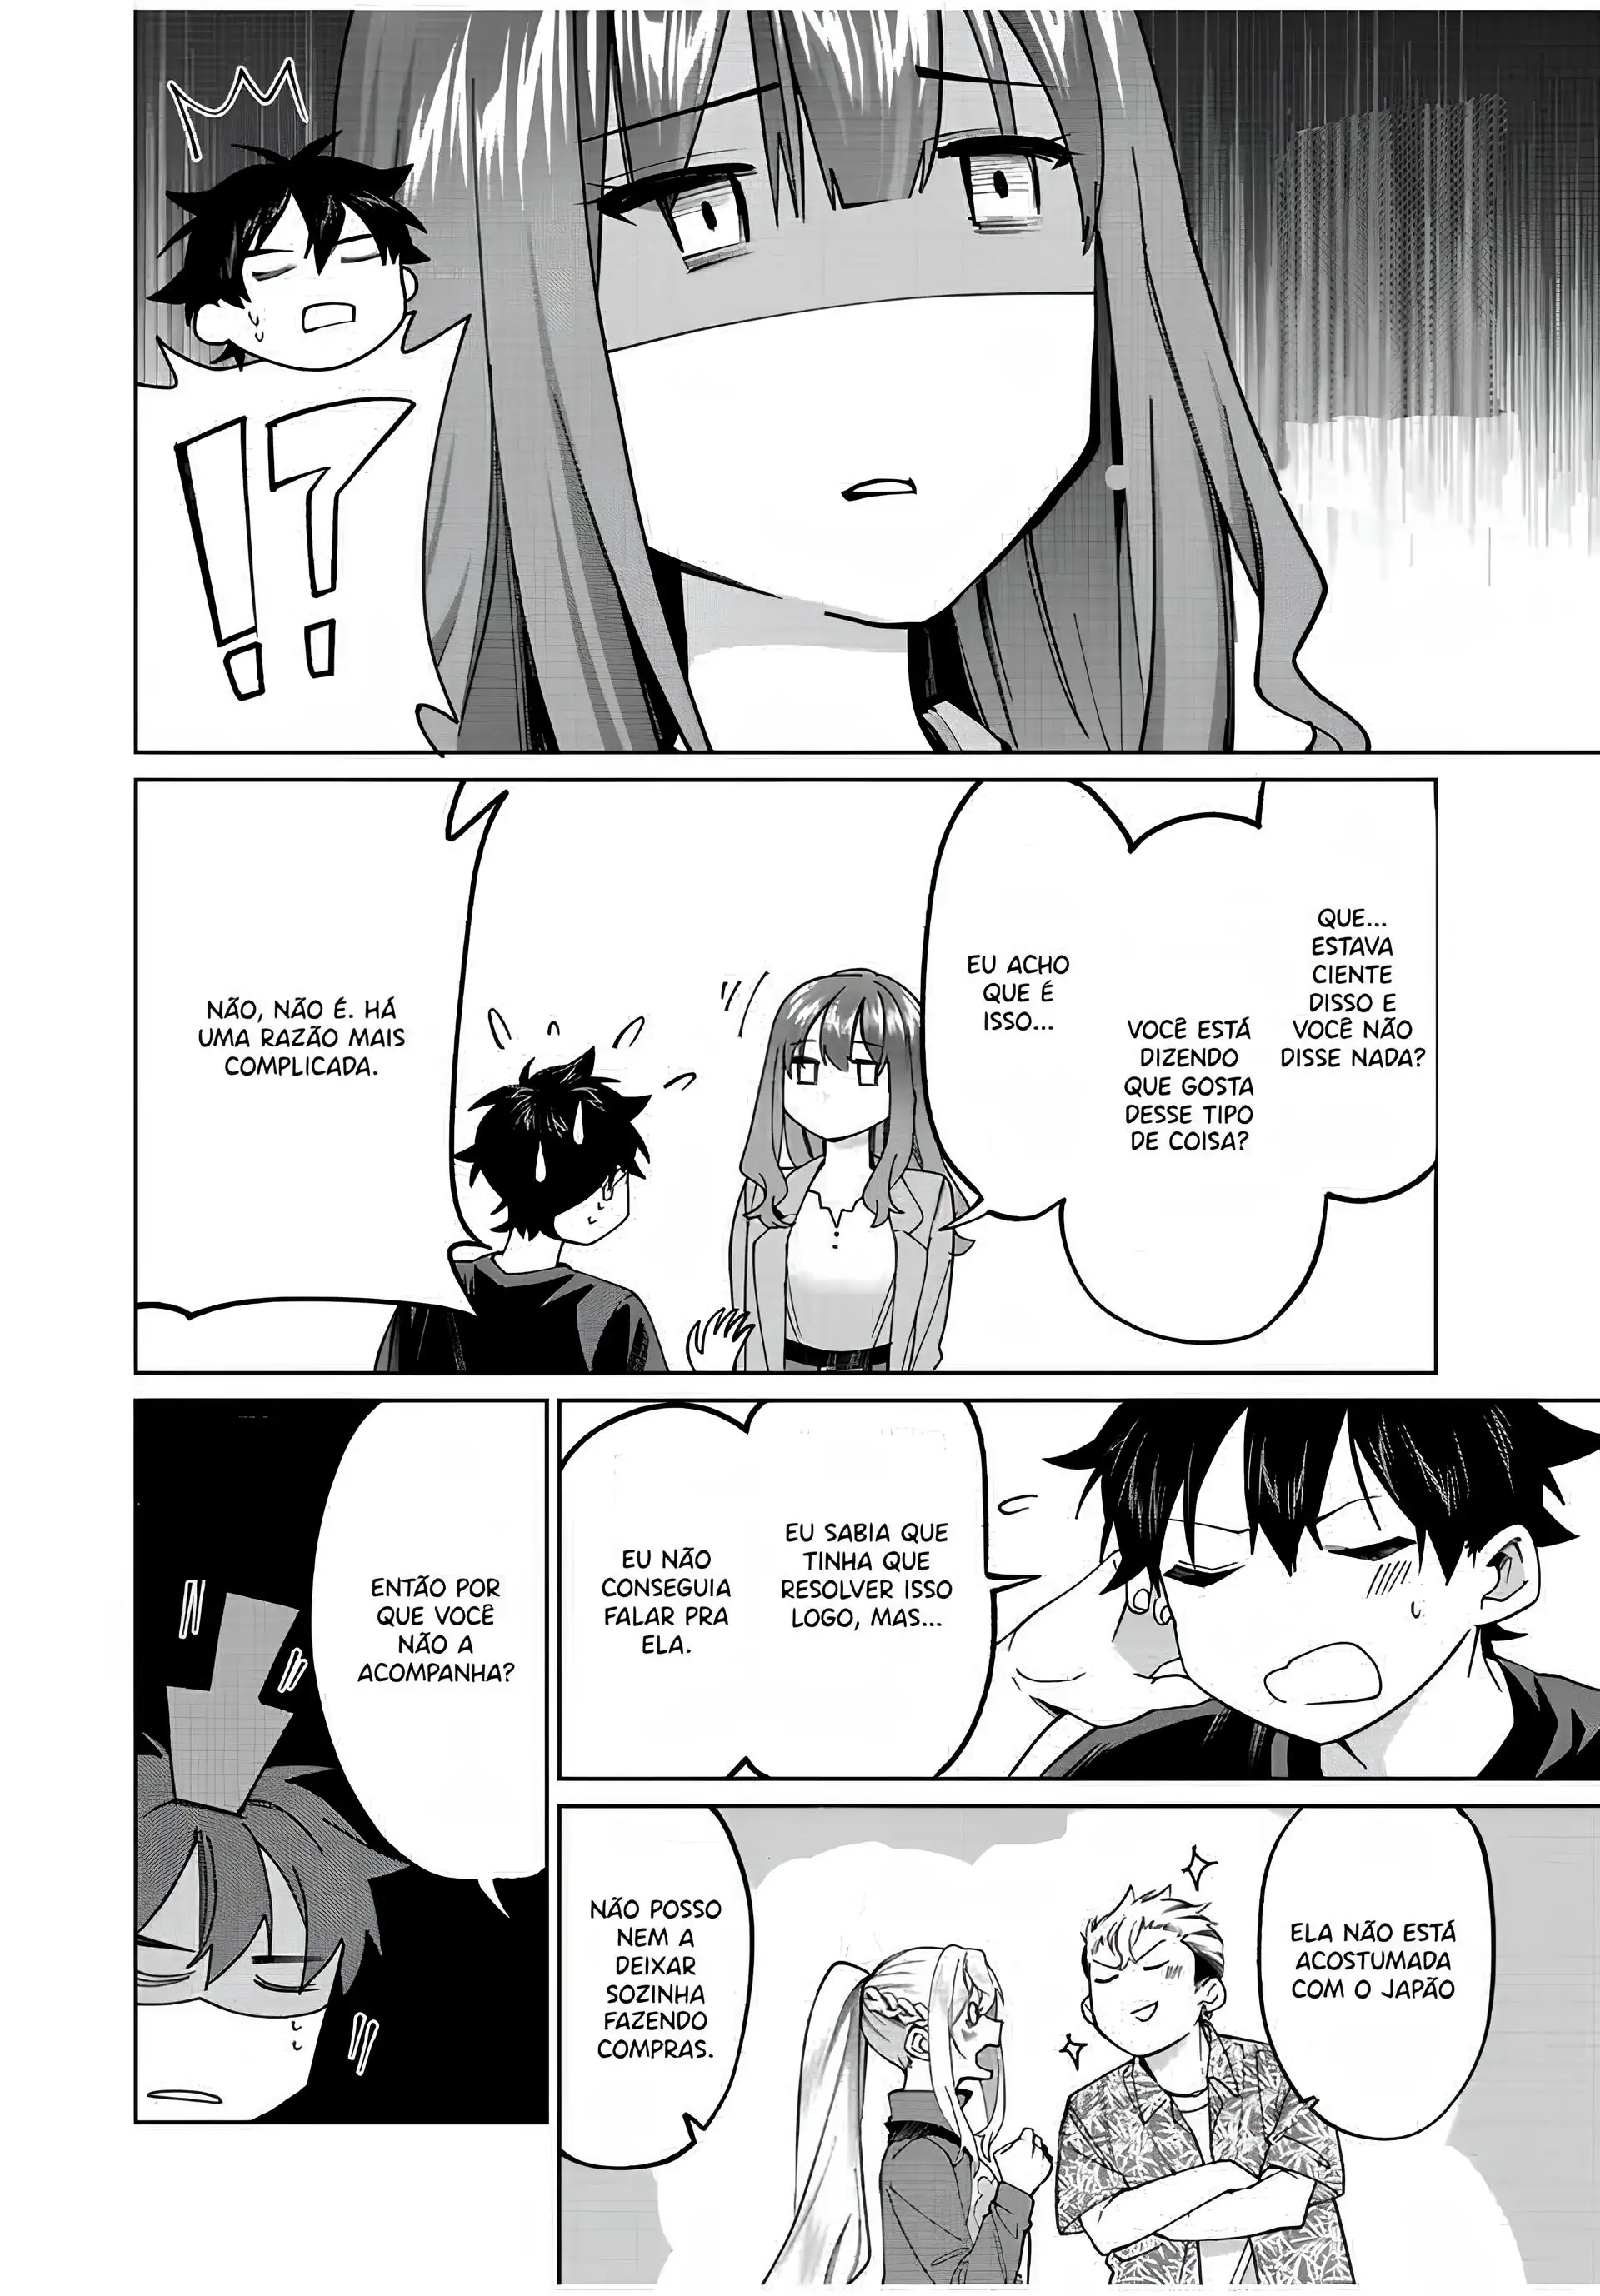 !?
QUE...
ESTAVA
CIENTE
DISSO E
VOCÊ NÃO
DISSE NADA?
VOCÊ ESTÁ
DIZENDO
QUE GOSTA
DESSE TIPO
DE COISA?
EU ACHO
QUE É
ISSO...
NÃO, NÃO É. HÁ
UMA RAZÃO MAIS
COMPLICADA.
EU SABIA QUE
TINHA QUE
RESOLVER ISSO
LOGO, MAS...
EU NÃO
CONSEGUIA
FALAR PRA
ELA.
ELA NÃO ESTÁ
ACOSTUMADA
COM O JAPÃO
NÃO POSSO
NEM A
DEIXAR
SOZINHA
FAZENDO
COMPRAS.
ENTÃO POR
QUE VOCÊ
NÃO A
ACOMPANHA?